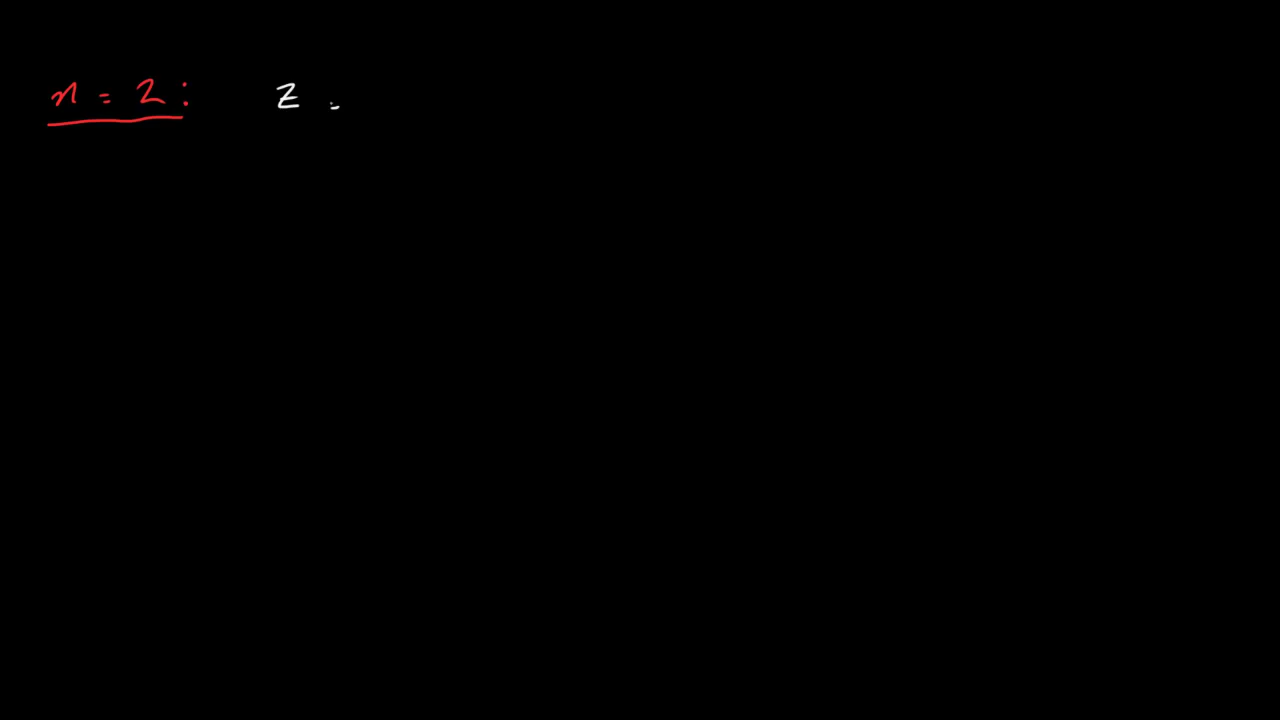 n = 2 : z =